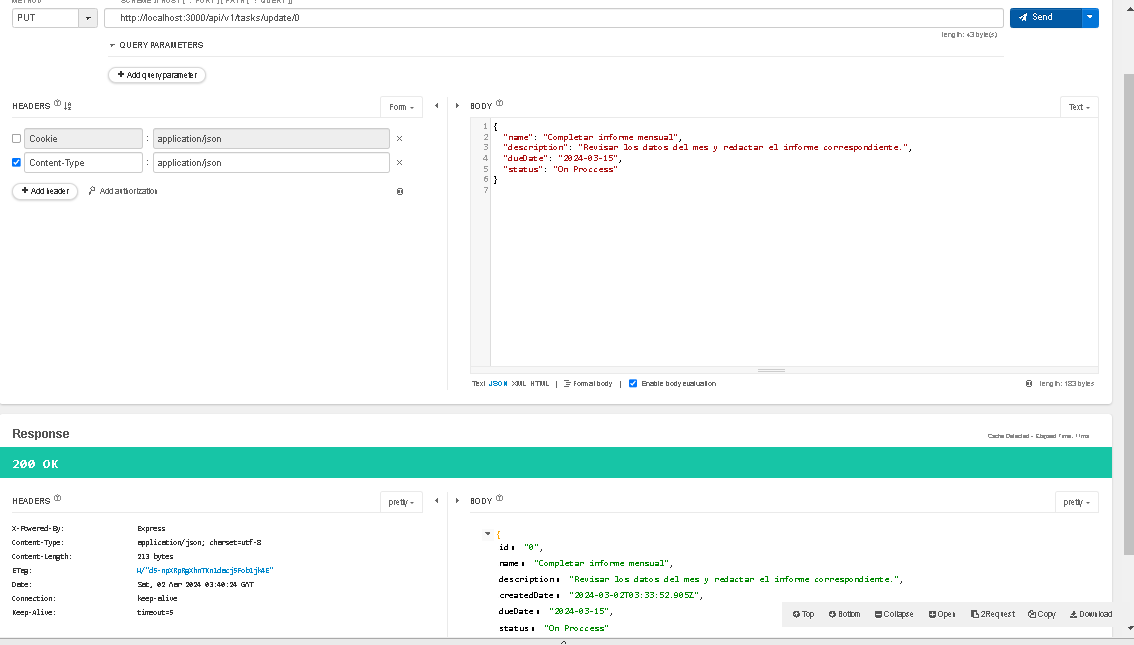 METHOD SCHEME :// HOST [ ":" PORT ] [ PATH [ "?" QUERY ] ]
PUT http://localhost:3000/api/v1/tasks/update/0 Send
length: 43 byte(s)
QUERY PARAMETERS
Add query parameter
HEADERS Form BODY Text
Cookie : application/json ×
Content-Type : application/json ×
Add header Add authorization
1 {
2 "name": "Completar informe mensual",
3 "description": "Revisar los datos del mes y redactar el informe correspondiente.",
4 "dueDate": "2024-03-15",
5 "status": "On Proccess"
6 }
7
Text JSON XML HTML | Format body | Enable body evaluation length: 183 bytes
Response
Cache Detected - Elapsed Time: 11ms
200 OK
HEADERS pretty BODY pretty
X-Powered-By: Express
Content-Type: application/json; charset=utf-8
Content-Length: 213 bytes
ETag:
Date: Sat, 02 Mar 2024 03:40:24 GMT
Connection: keep-alive
Keep-Alive: timeout=5
{
id: "0",
name: "Completar informe mensual",
description: "Revisar los datos del mes y redactar el informe correspondiente.",
createdDate: "2024-03-02T03:33:52.905Z",
dueDate: "2024-03-15",
status: "On Proccess"
Top Bottom Collapse Open 2Request Copy Download